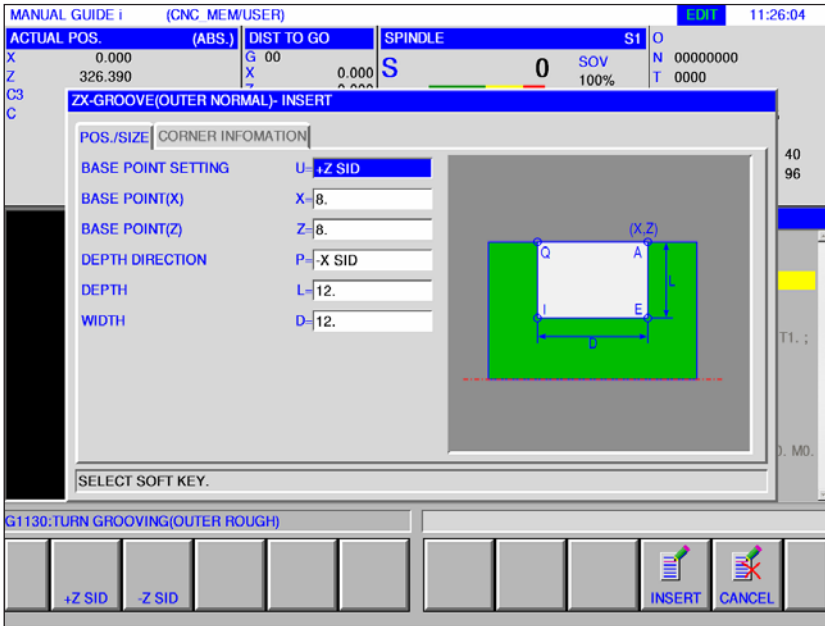 MANUAL GUIDE i (CNC_MEM/USER) EDIT 11:26:04
ACTUAL POS. (ABS.) DIST TO GO SPINDLE S1 O
X 0.000 G 00 S 0 SOV N 00000000
Z 326.390 X 0.000 100% T 0000
C3
C
40
96
ZX-GROOVE(OUTER NORMAL)- INSERT
POS./SIZE CORNER INFOMATION
BASE POINT SETTING U= +Z SID
BASE POINT(X) X= 8.
BASE POINT(Z) Z= 8.
DEPTH DIRECTION P= -X SID
DEPTH L= 12.
WIDTH D= 12.
(X,Z)
Q A
L
I E
D
T1. ;
M0.
SELECT SOFT KEY.
G1130:TURN GROOVING(OUTER ROUGH)
+Z SID -Z SID INSERT CANCEL